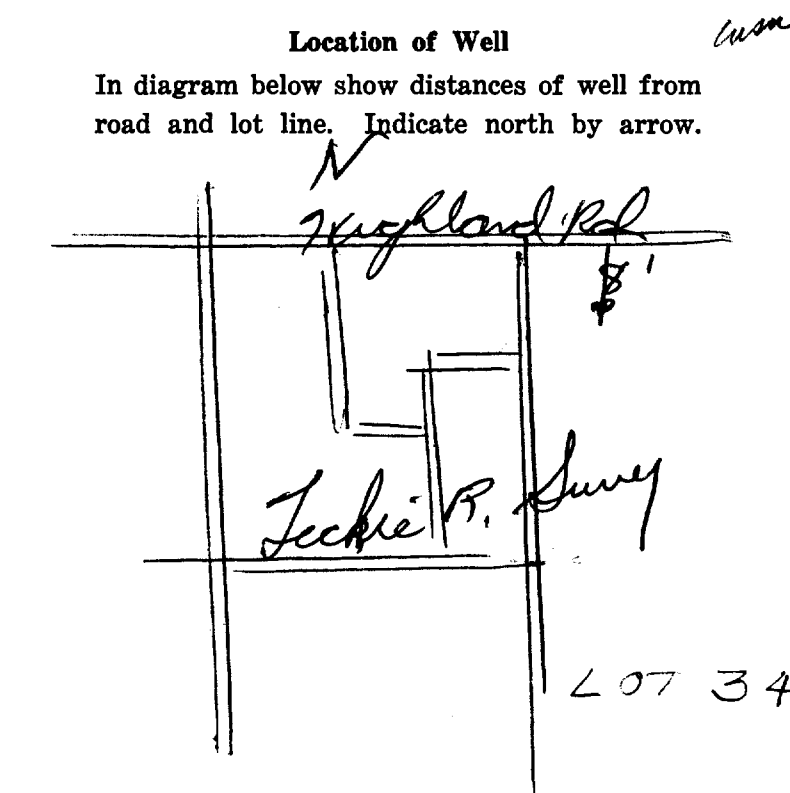 Location of Well
In diagram below show distances of well from
road and lot line. Indicate north by arrow.
N
Highland Rd
8'
R.
LOT 34